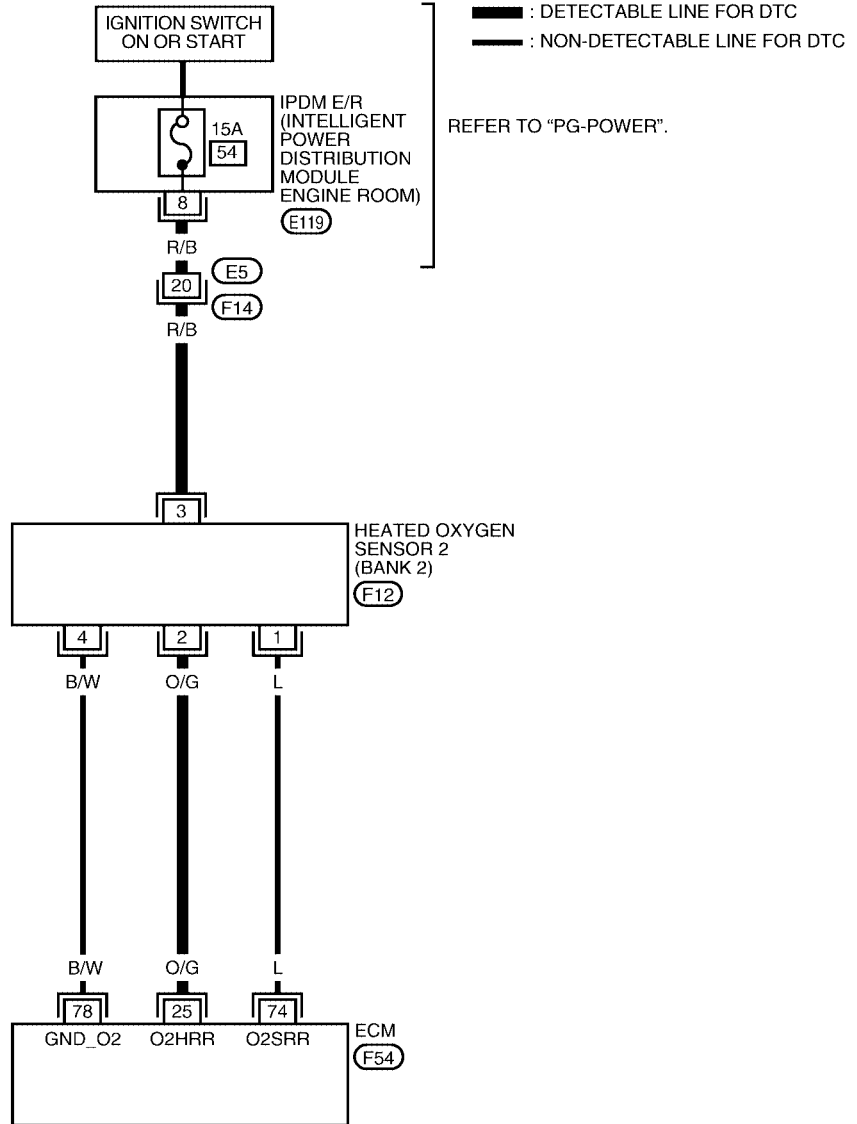 IGNITION SWITCH
ON OR START
: DETECTABLE LINE FOR DTC
: NON-DETECTABLE LINE FOR DTC
15A
54
IPDM E/R
(INTELLIGENT
POWER
DISTRIBUTION
MODULE
ENGINE ROOM)
E119
REFER TO “PG-POWER”.
8
R/B
E5
20
F14
R/B
3
HEATED OXYGEN
SENSOR 2
(BANK 2)
F12
4 2 1
B/W O/G L
B/W O/G L
78 25 74
GND_O2 O2HRR O2SRR
ECM
F54